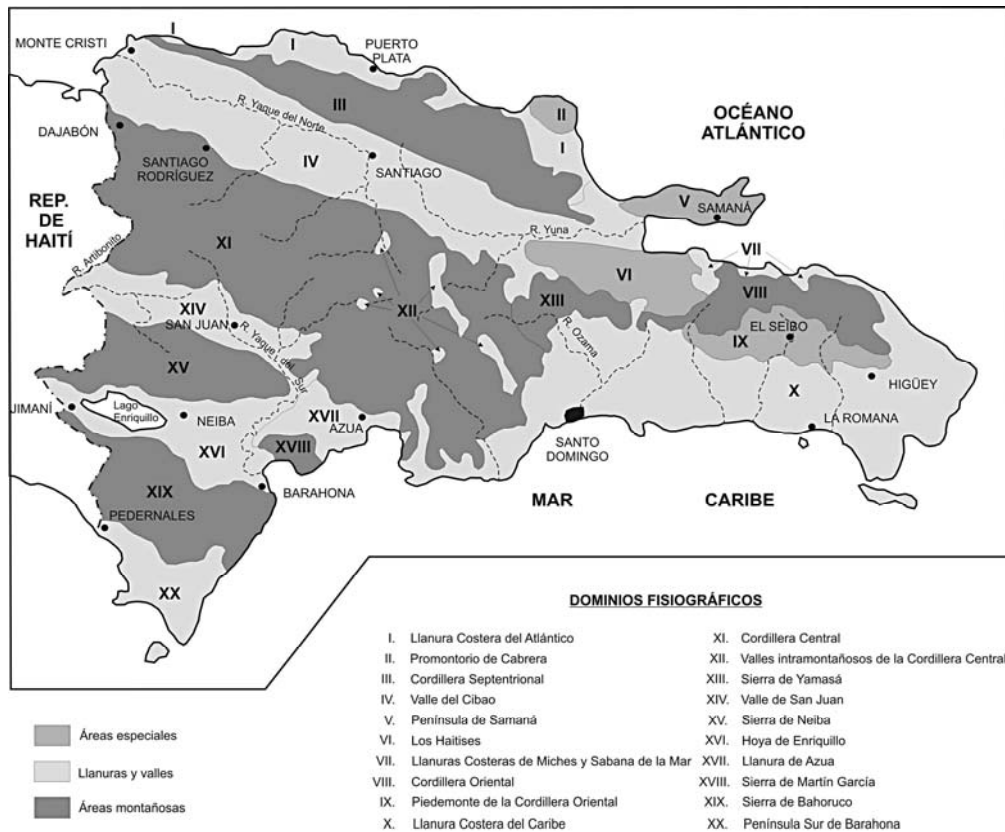 I
MONTE CRISTI
I
PUERTO
PLATA
III
II
OCÉANO
ATLÁNTICO
R. Yaque del Norte
DAJABÓN
I
SANTIAGO
RODRÍGUEZ
IV
SANTIAGO
REP.
DE
HAITÍ
V
SAMANÁ
R. Yuna
XI
VII
R. Artibonito
VI
VIII
XII
XIII
XIV
SAN JUAN
R. Ozama
EL SEÍBO
IX
R. Yaque del Sur
XV
X
HIGÜEY
JIMANÍ
Lago
Enriquillo
NEIBA
XVII
AZUA
LA ROMANA
XVI
XVIII
SANTO
DOMINGO
XIX
BARAHONA
MAR CARIBE
PEDERNALES
XX
DOMINIOS FISIOGRÁFICOS
I. Llanura Costera del Atlántico
II. Promontorio de Cabrera
III. Cordillera Septentrional
IV. Valle del Cibao
V. Península de Samaná
VI. Los Haitises
VII. Llanuras Costeras de Miches y Sabana de la Mar
VIII. Cordillera Oriental
IX. Piedemonte de la Cordillera Oriental
X. Llanura Costera del Caribe
XI. Cordillera Central
XII. Valles intramontañosos de la Cordillera Central
XIII. Sierra de Yamasá
XIV. Valle de San Juan
XV. Sierra de Neiba
XVI. Hoya de Enriquillo
XVII. Llanura de Azua
XVIII. Sierra de Martín García
XIX. Sierra de Bahoruco
XX. Península Sur de Barahona
Áreas especiales
Llanuras y valles
Áreas montañosas